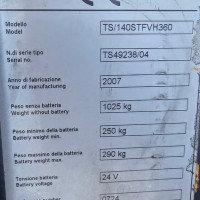 Modello
Model
TS/140STFVH360
N.di serie tipo
Serial no.
TS49238/04
Anno di fabbricazione
Year of manufacturing
2007
Peso senza batteria
Weight without battery
1025 kg
Peso minimo della batteria
Battery weight min.
250 kg
Peso massimo della batteria
Battery weight max.
290 kg
Tensione batteria
Battery voltage
24 V
number
0724